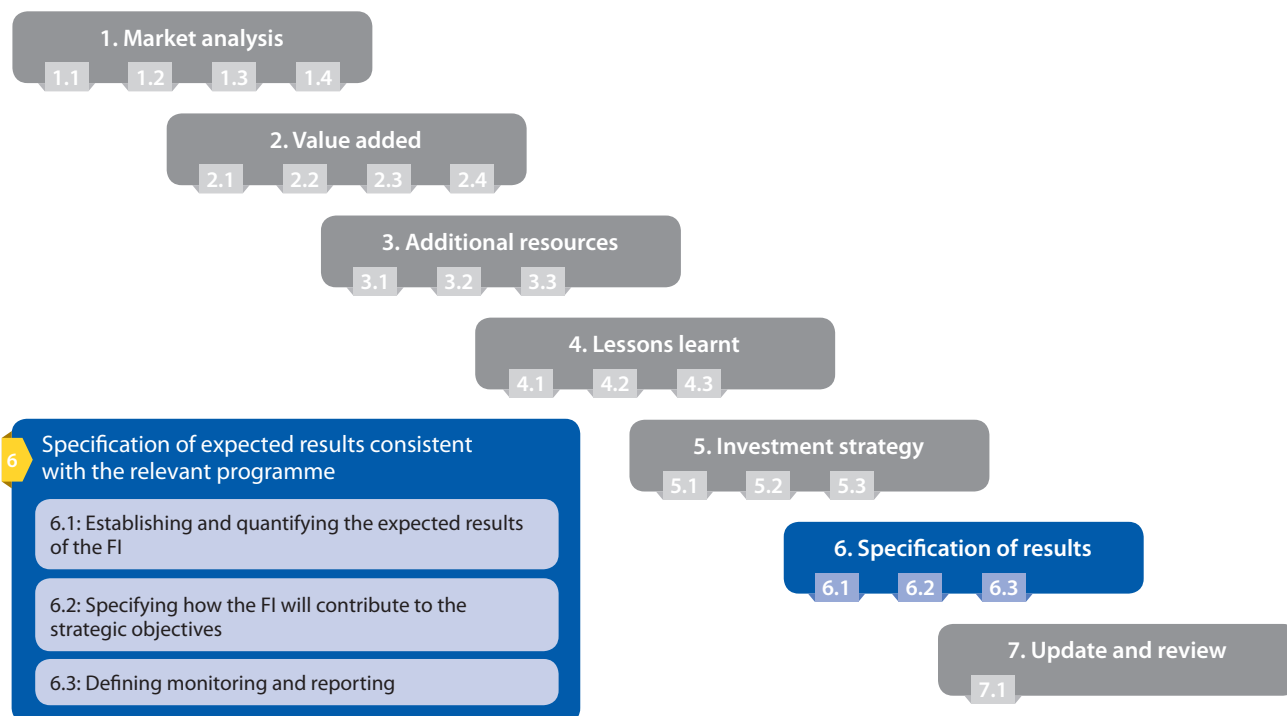 1. Market analysis
1.1 1.2 1.3 1.4
2. Value added
2.1 2.2 2.3 2.4
3. Additional resources
3.1 3.2 3.3
4. Lessons learnt
4.1 4.2 4.3
5. Investment strategy
5.1 5.2 5.3
6. Specification of results
6.1 6.2 6.3
7. Update and review
7.1
6
Specification of expected results consistent
with the relevant programme
6.1: Establishing and quantifying the expected results
of the FI
6.2: Specifying how the FI will contribute to the
strategic objectives
6.3: Defining monitoring and reporting